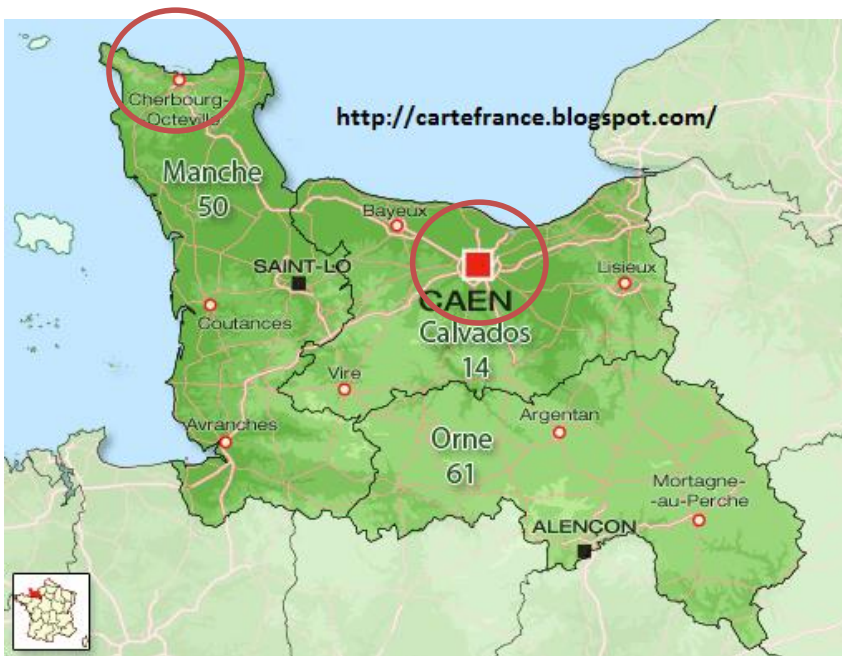 Cherbourg-
Octeville
http://cartefrance.blogspot.com/
Manche
50
Bayeux
SAINT-LO
CAEN
Lisieux
Coutances
Calvados
14
Vire
Avranches
Argentan
Orne
61
Mortagne-
-au-Perche
ALENÇON